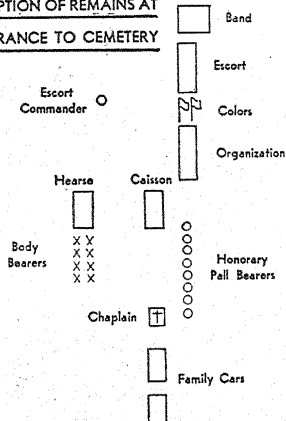 PTION OF REMAINS AT
RANCE TO CEMETERY
Band
Escort
Escort
Commander
Colors
Organization
Hearse
Caisson
Body
Bearers
Honorary
Pall Bearers
Chaplain
Family Cars